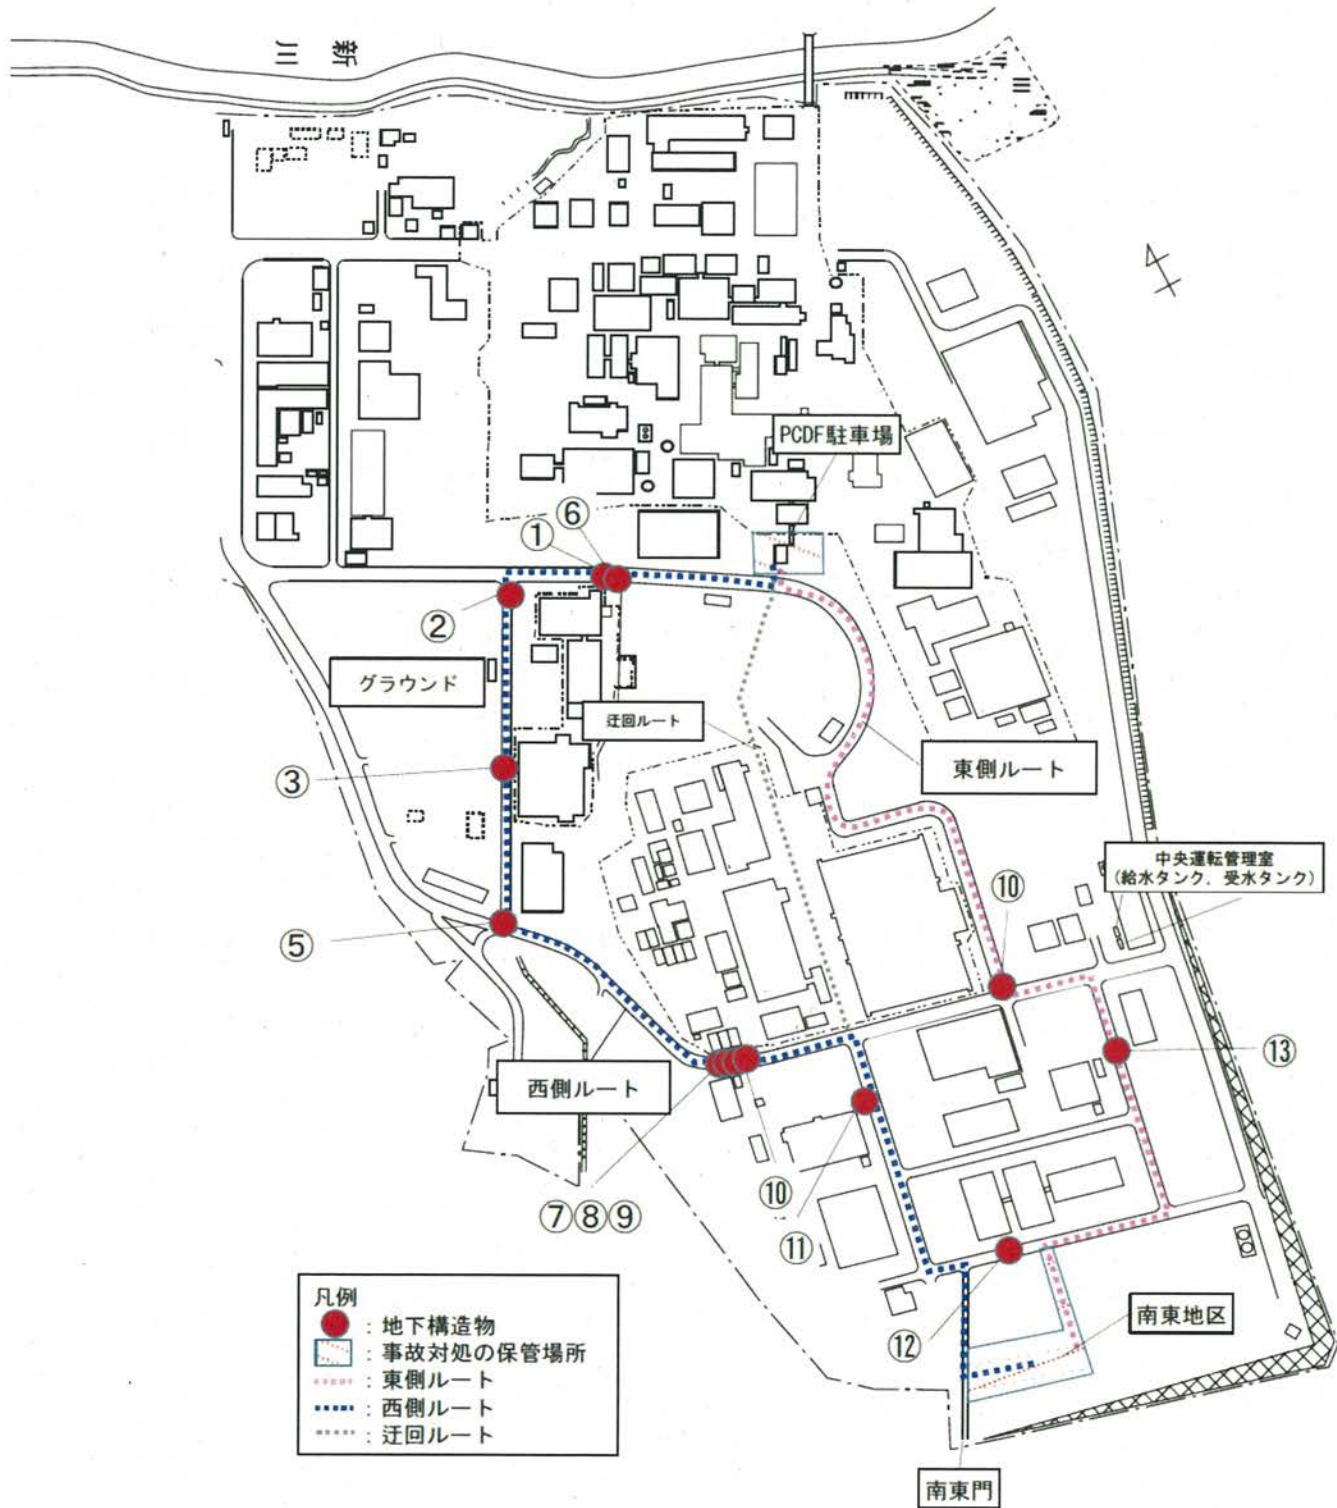 新
川
PCDF駐車場
⑥
①
②
グラウンド
迂回ルート
東側ルート
③
中央運転管理室
(給水タンク, 受水タンク)
⑩
⑤
⑬
西側ルート
⑩
⑦⑧⑨
⑪
凡例
: 地下構造物
: 事故対処の保管場所
: 東側ルート
: 西側ルート
: 迂回ルート
南東地区
⑫
南東門